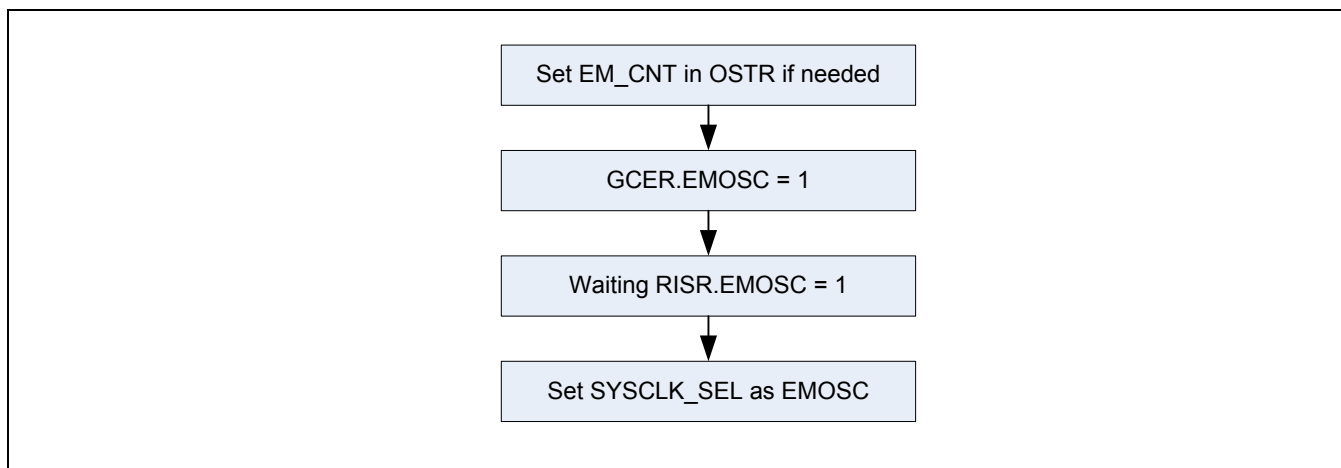 Set EM_CNT in OSTR if needed
GCER.EMOSC = 1
Waiting RISR.EMOSC = 1
Set SYSCLK_SEL as EMOSC